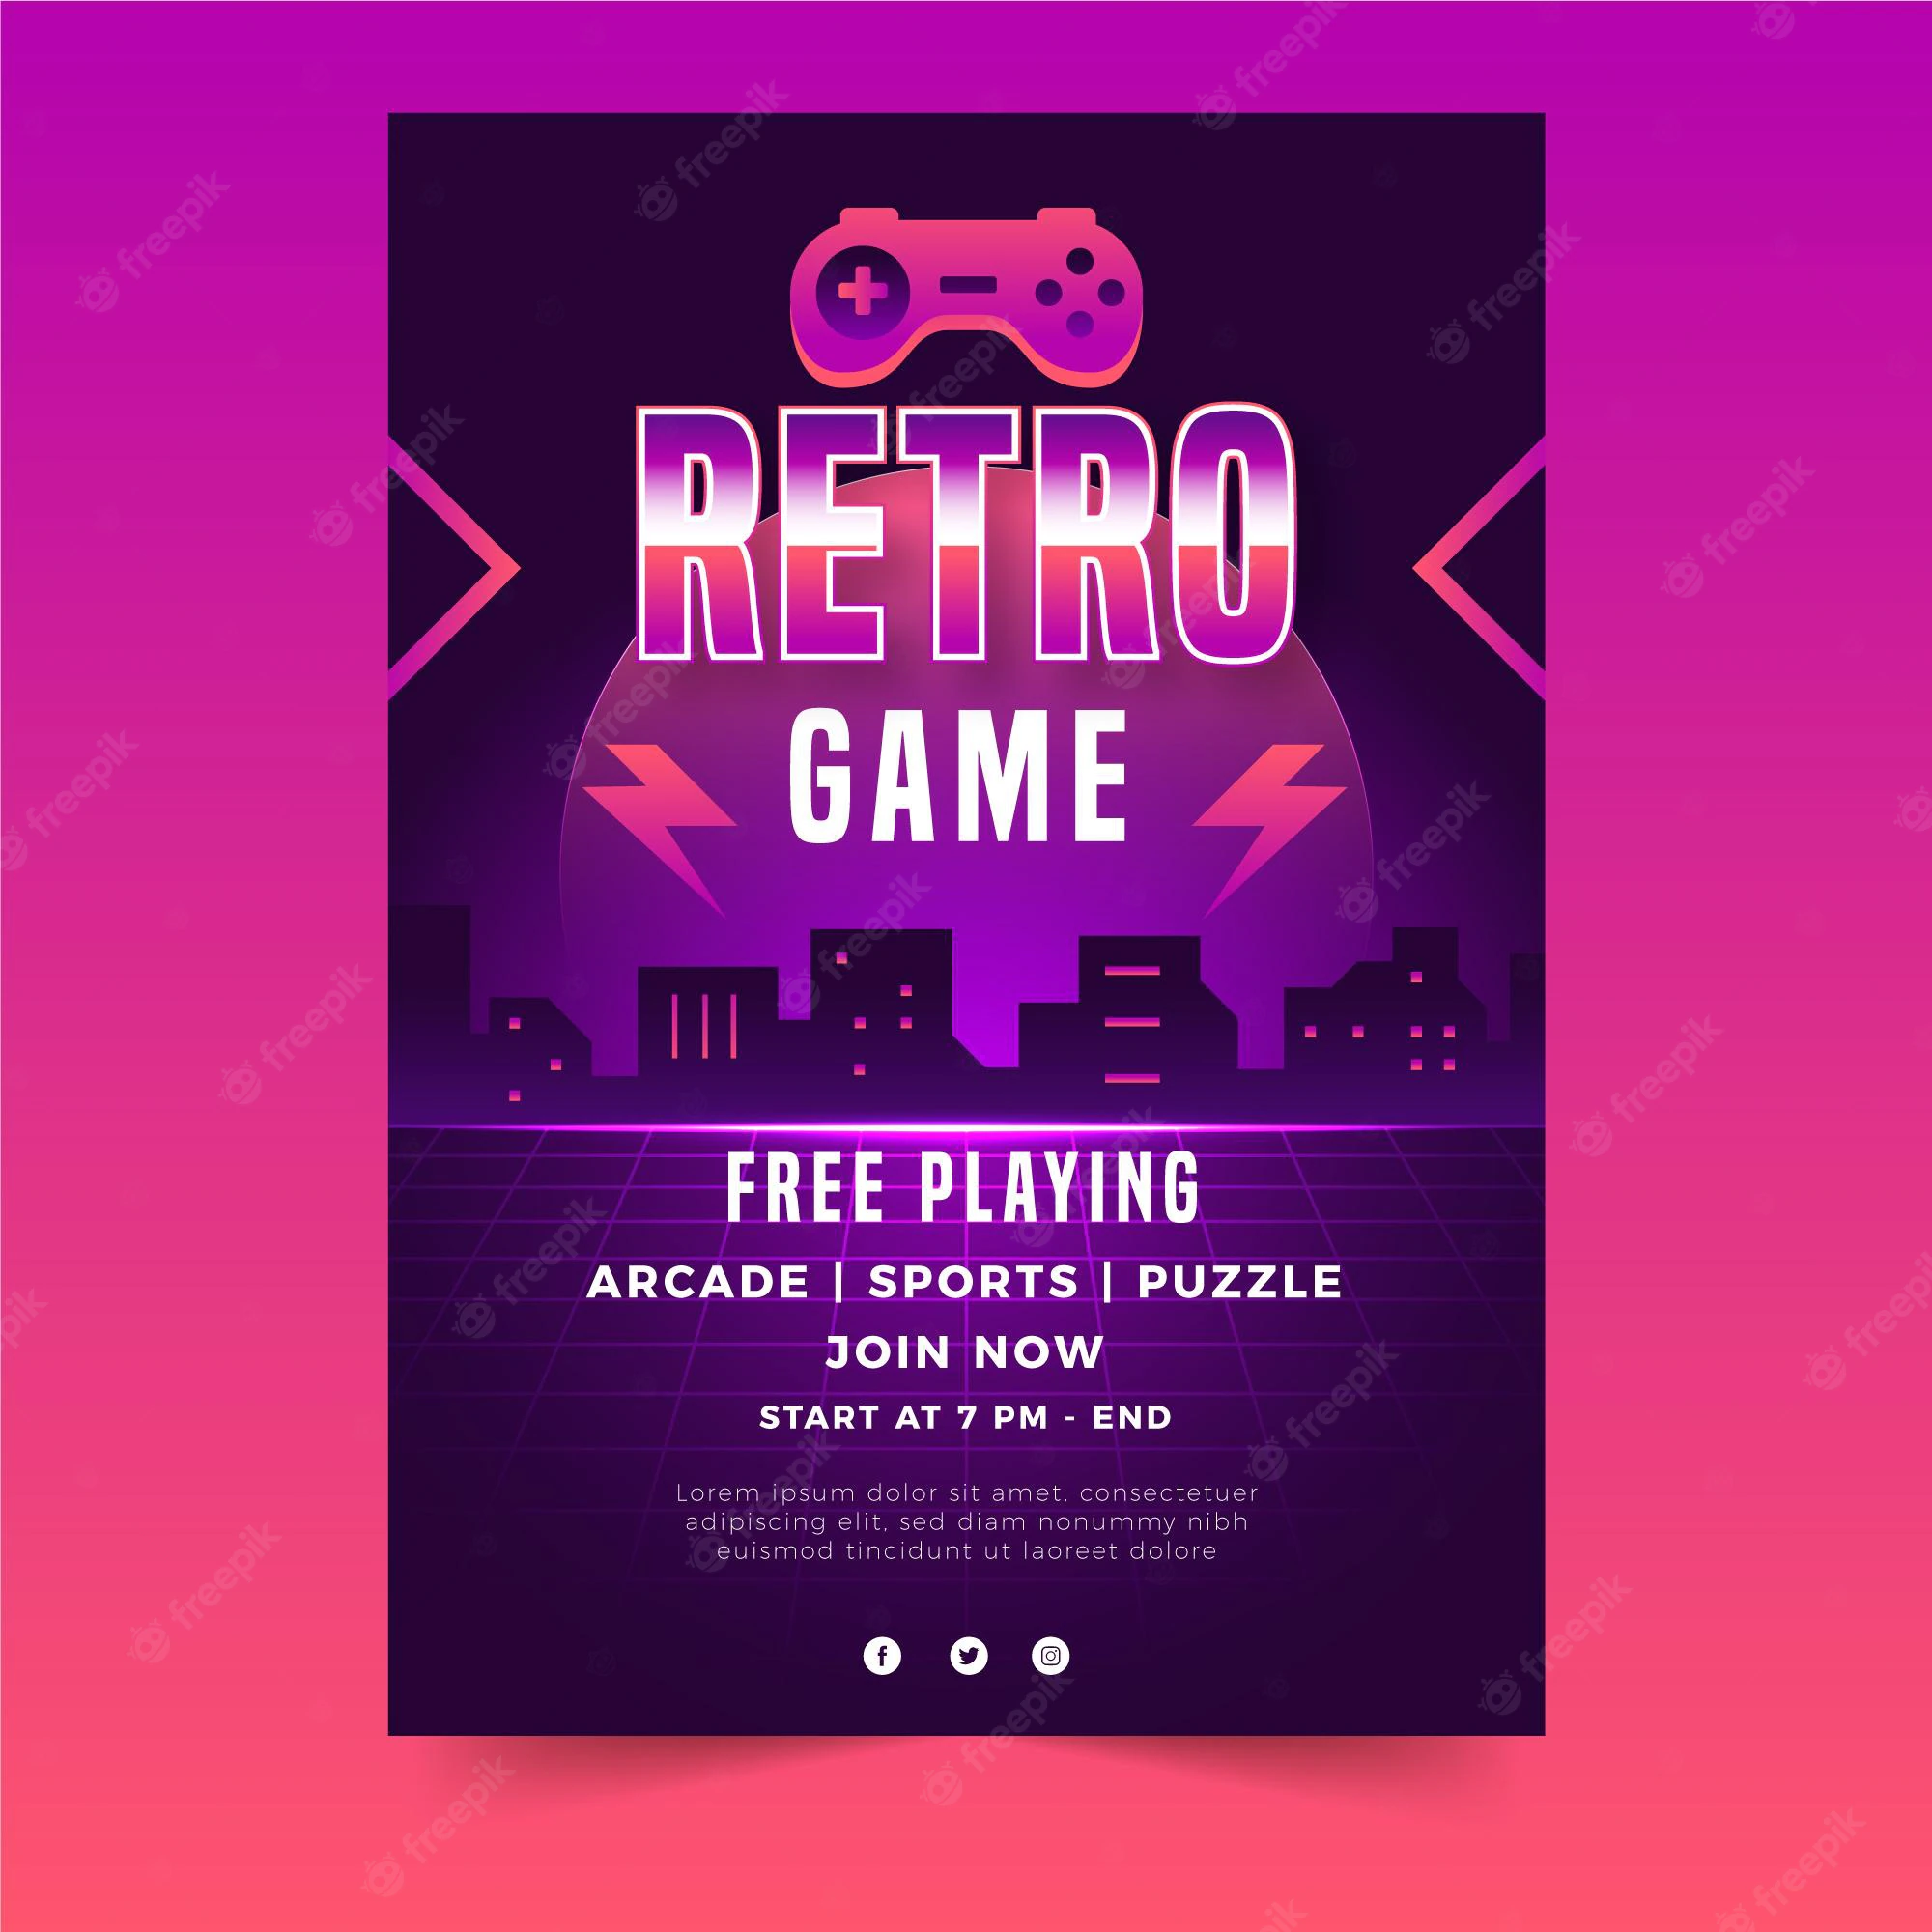 RETRO
GAME
FREE PLAYING
ARCADE | SPORTS | PUZZLE
JOIN NOW
START AT 7 PM - END
Lorem ipsum dolor sit amet, consectetuer
adipiscing elit, sed diam nonummy nibh
euismod tincidunt ut laoreet dolore
freepik